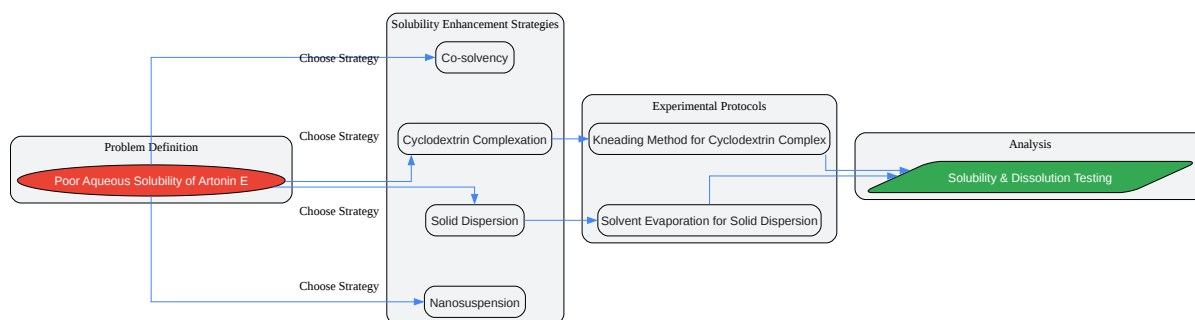 Solubility Enhancement Strategies
Choose Strategy
Co-solvency
Experimental Protocols
Choose Strategy
Cyclodextrin Complexation
Kneading Method for Cyclodextrin Complex
Problem Definition
Analysis
Poor Aqueous Solubility of Artonin E
Solubility & Dissolution Testing
Choose Strategy
Solid Dispersion
Solvent Evaporation for Solid Dispersion
Choose Strategy
Nanosuspension